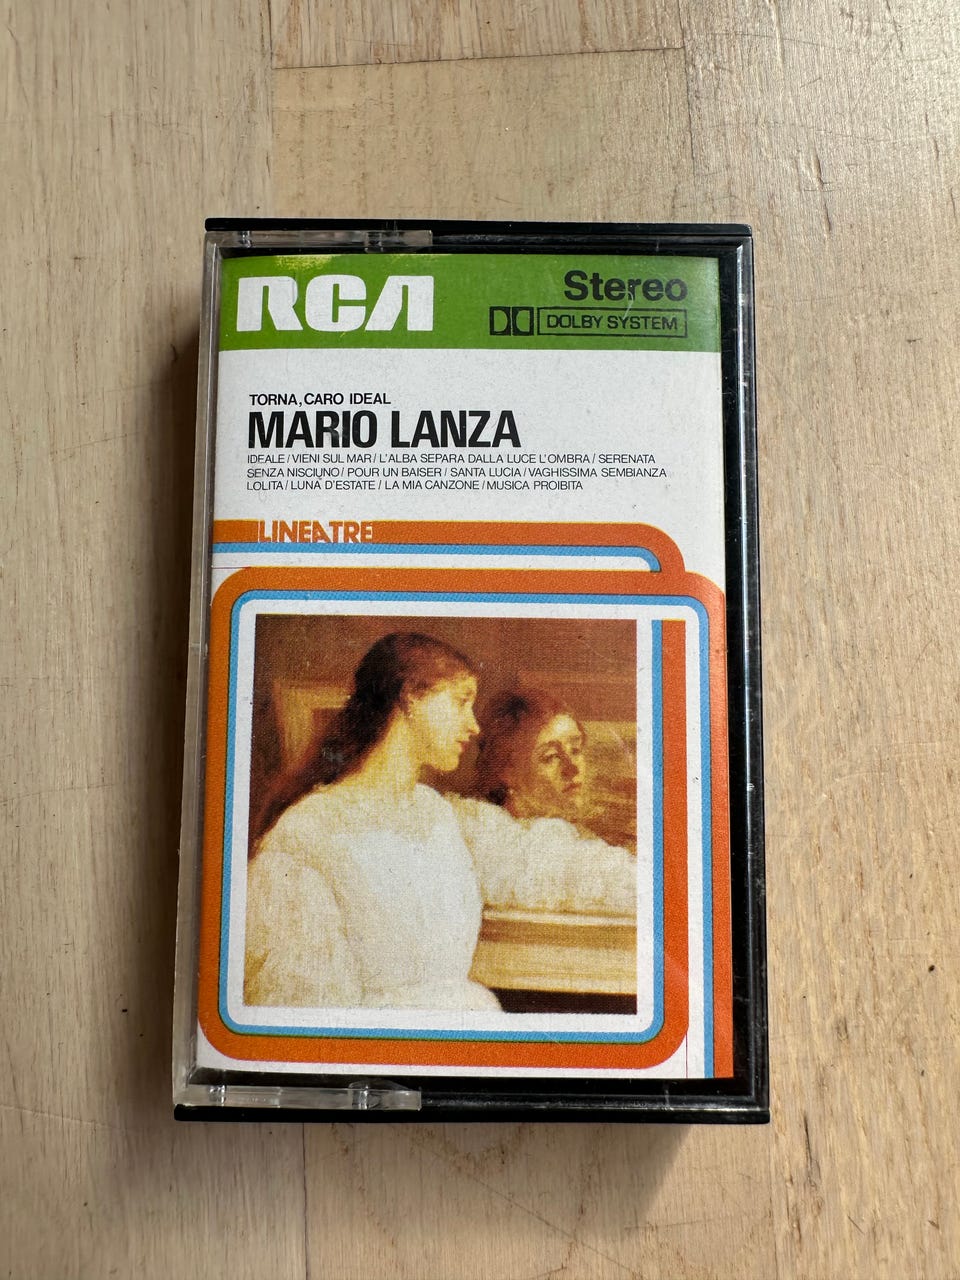 RCA
Stereo
DOLBY SYSTEM
TORNA, CARO IDEAL
MARIO LANZA
IDEALE / VIENI SUL MAR / L'ALBA SEPARA DALLA LUCE L'OMBRA / SERENATA
SENZA NISCIUNO / POUR UN BAISER / SANTA LUCIA / VAGHISSIMA SEMBIANZA
LOLITA / LUNA D'ESTATE / LA MIA CANZONE / MUSICA PROIBITA
LINEATRE